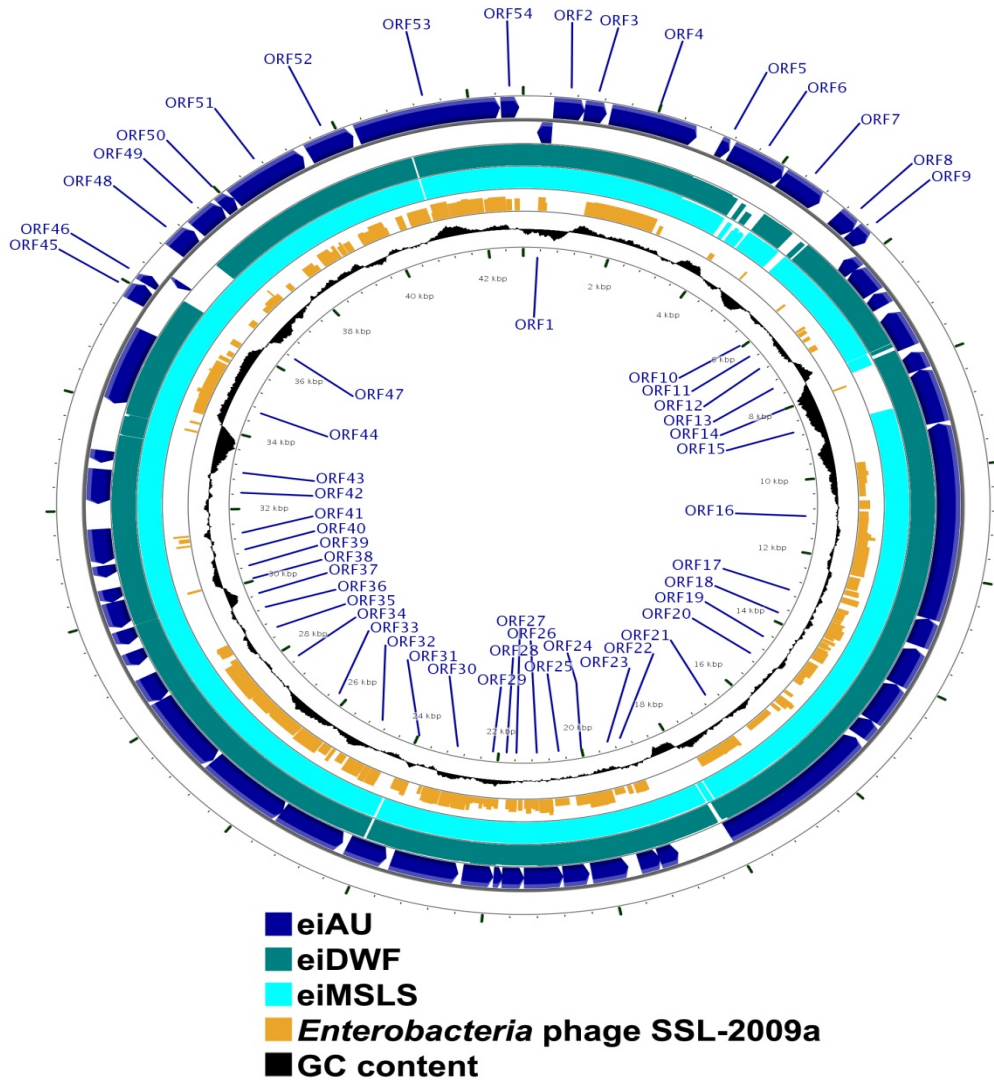 ORF54
ORF2
ORF3
ORF53
ORF4
ORF52
ORF5
ORF6
ORF51
ORF7
ORF50
ORF49
ORF8
ORF48
ORF9
ORF46
ORF45
42 kbp
2 kbp
40 kbp
4 kbp
ORF1
38 kbp
6 kbp
ORF10
36 kbp
ORF11
ORF47
ORF12
8 kbp
ORF13
ORF44
ORF14
34 kbp
ORF15
ORF43
10 kbp
ORF42
32 kbp
ORF41
ORF16
ORF40
ORF39
12 kbp
ORF38
ORF17
30 kbp
ORF37
ORF18
ORF36
ORF19
ORF35
14 kbp
ORF34
ORF20
ORF33
ORF27
28 kbp
ORF32
ORF26
ORF21
ORF24
ORF22
ORF28
ORF31
ORF23
16 kbp
ORF30
ORF25
ORF29
26 kbp
18 kbp
24 kbp
20 kbp
22 kbp
eiAU
eiDWF
eiMSLS
Enterobacteria phage SSL-2009a
GC content